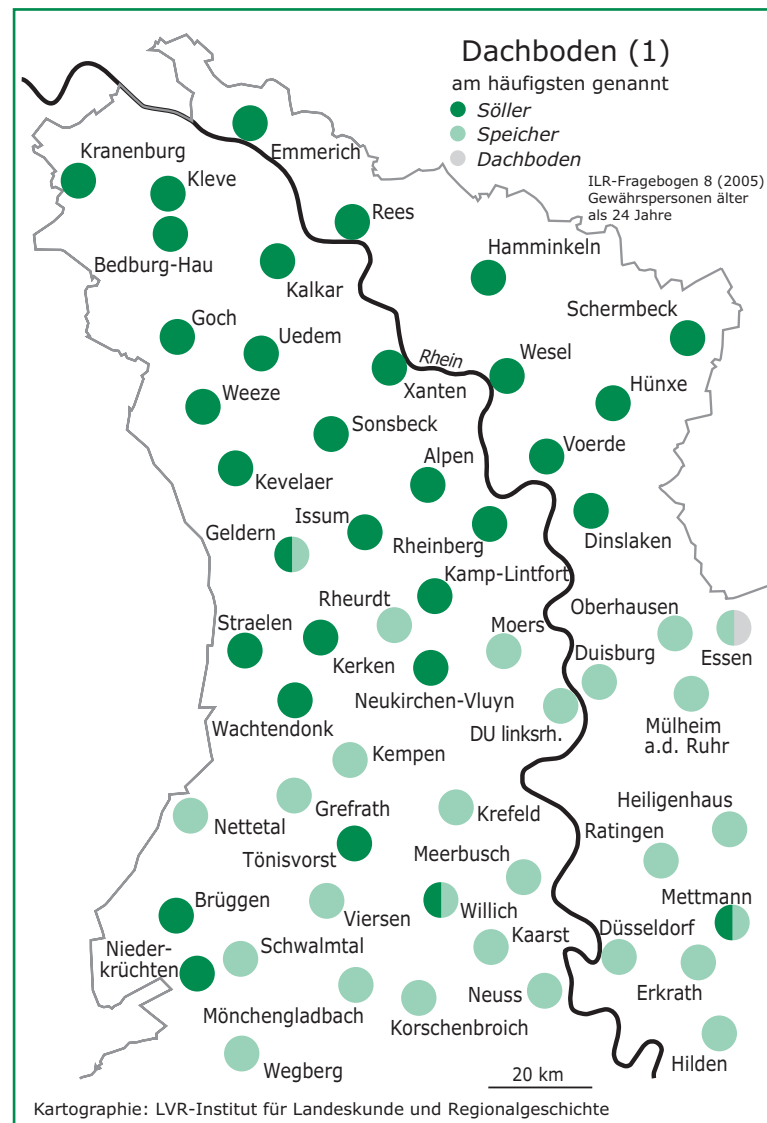 Dachboden (1)
am häufigsten genannt
Söller
Speicher
Dachboden
ILR-Fragebogen 8 (2005)
Gewährspersonen älter
als 24 Jahre
Emmerich
Kranenburg
Kleve
Rees
Bedburg-Hau
Hamminkeln
Kalkar
Schermbeck
Goch
Uedem
Rhein
Wesel
Xanten
Hünxe
Weeze
Sonsbeck
Voerde
Alpen
Kevelaer
Issum
Geldern
Rheinberg
Dinslaken
Kamp-Lintfort
Rheurdt
Oberhausen
Straelen
Moers
Duisburg
Essen
Kerken
Neukirchen-Vluyn
Wachtendonk
DU linksrh.
Mülheim
a.d. Ruhr
Kempen
Grefrath
Krefeld
Heiligenhaus
Nettetal
Ratingen
Tönisvorst
Meerbusch
Brüggen
Mettmann
Viersen
Willich
Düsseldorf
Nieder-
krüchten
Schwalmtal
Kaarst
Neuss
Erkrath
Mönchengladbach
Korschenbroich
Wegberg
Hilden
20 km
Kartographie: LVR-Institut für Landeskunde und Regionalgeschichte